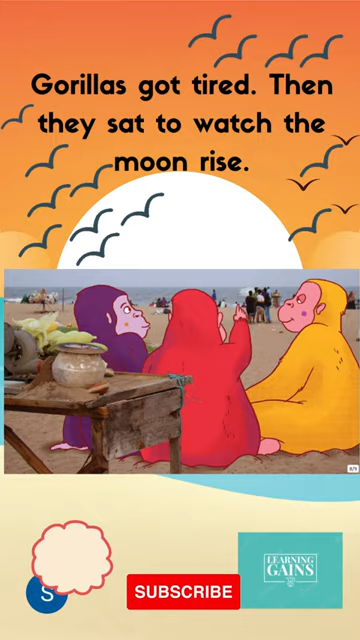 Gorillas got tired. Then
they sat to watch the
moon rise.
S
SUBSCRIBE
LEARNING
GAINS